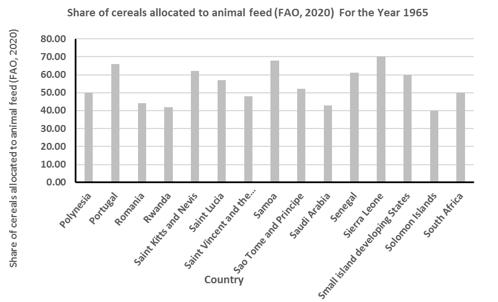 Share of cereals allocated to animal feed (FAO, 2020)  For the Year 1965
Share of cereals allocated to animal feed (FAO, 2020)
80.00
70.00
60.00
50.00
40.00
30.00
20.00
10.00
0.00
Polynesia
Portugal
Romania
Rwanda
Saint Kitts and Nevis
Saint Lucia
Saint Vincent and the...
Samoa
Sao Tome and Principe
Saudi Arabia
Senegal
Sierra Leone
Small island developing States
Solomon Islands
South Africa
Country